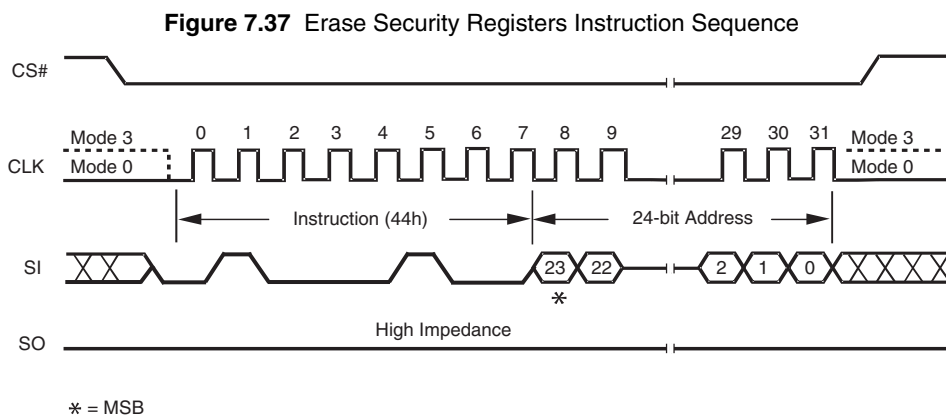 Figure 7.37 Erase Security Registers Instruction Sequence
CS#
Mode 3
0 1 2 3 4 5 6 7 8 9 29 30 31
Mode 3
CLK
Mode 0
Mode 0
Instruction (44h)
24-bit Address
SI
23 22 2 1 0
*
High Impedance
SO
* = MSB